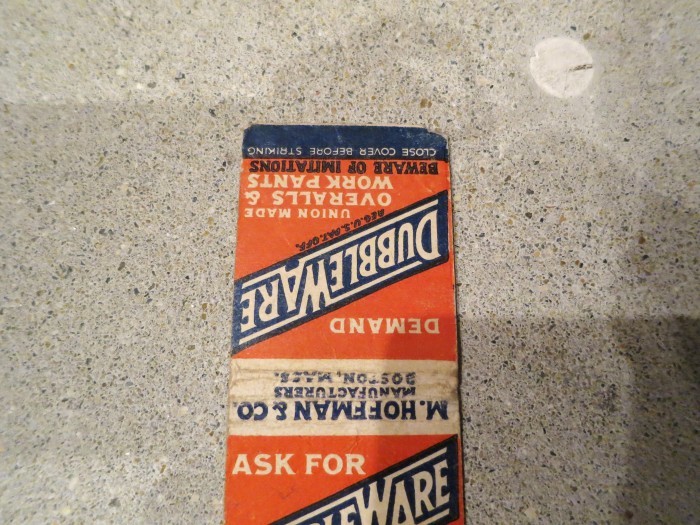 DEMAND
DUBBLEWARE
REG. U.S. PAT. OFF.
UNION MADE
OVERALLS &
WORK PANTS
BEWARE OF IMITATIONS
CLOSE COVER BEFORE STRIKING
M. HOFFMAN & CO.
MANUFACTURERS
BOSTON, MASS.
ASK FOR
BLEWARE